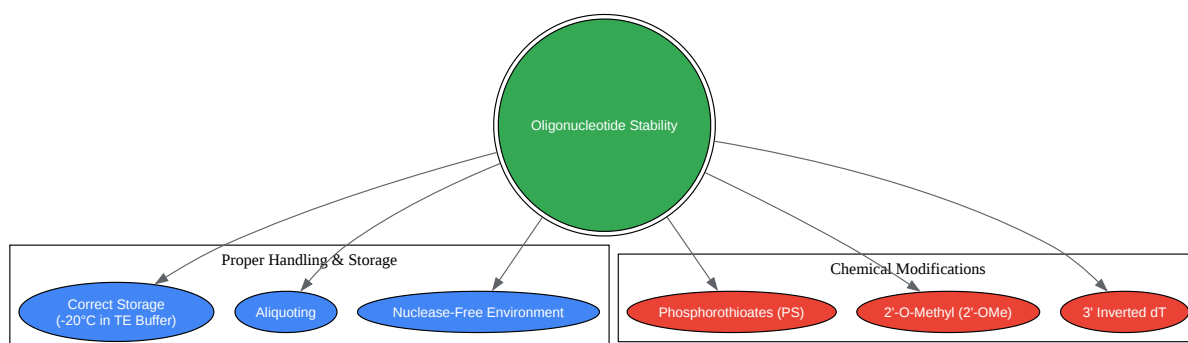 Oligonucleotide Stability
Proper Handling & Storage
Correct Storage
(-20°C in TE Buffer)
Aliquoting
Nuclease-Free Environment
Chemical Modifications
Phosphorothioates (PS)
2'-O-Methyl (2'-OMe)
3' Inverted dT